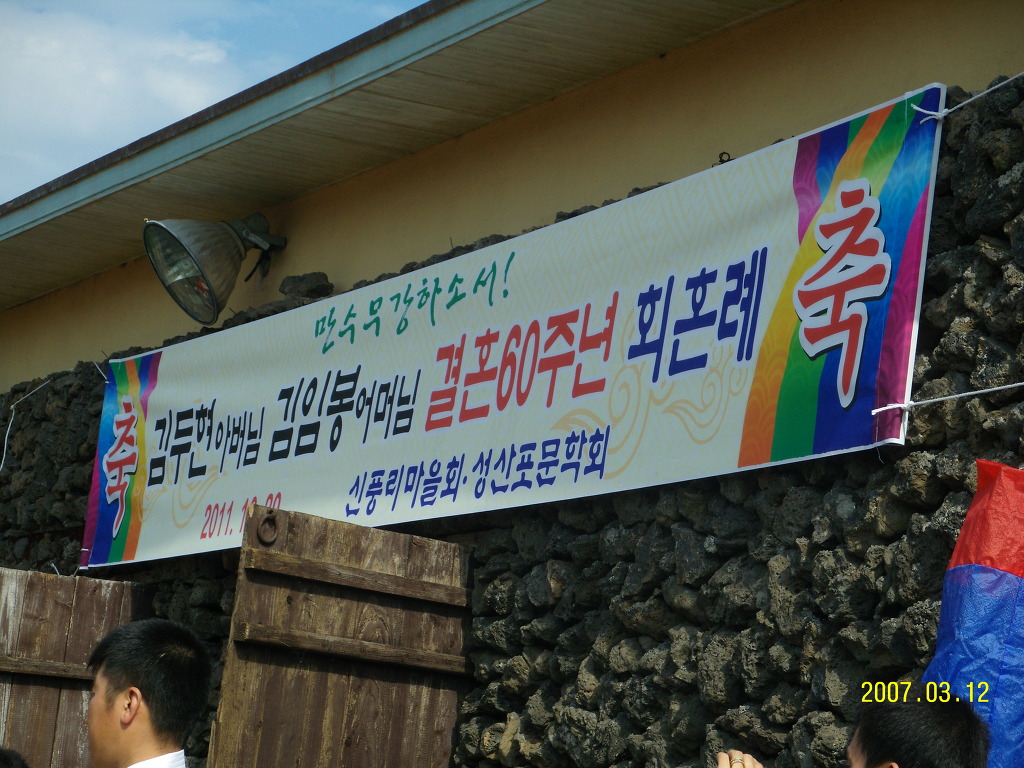 만수무강하소서!
축 김두현아버님 김임봉어머님 결혼60주년 회혼례 축
2011.
신풍리마을회·성산포문학회
2007.03.12